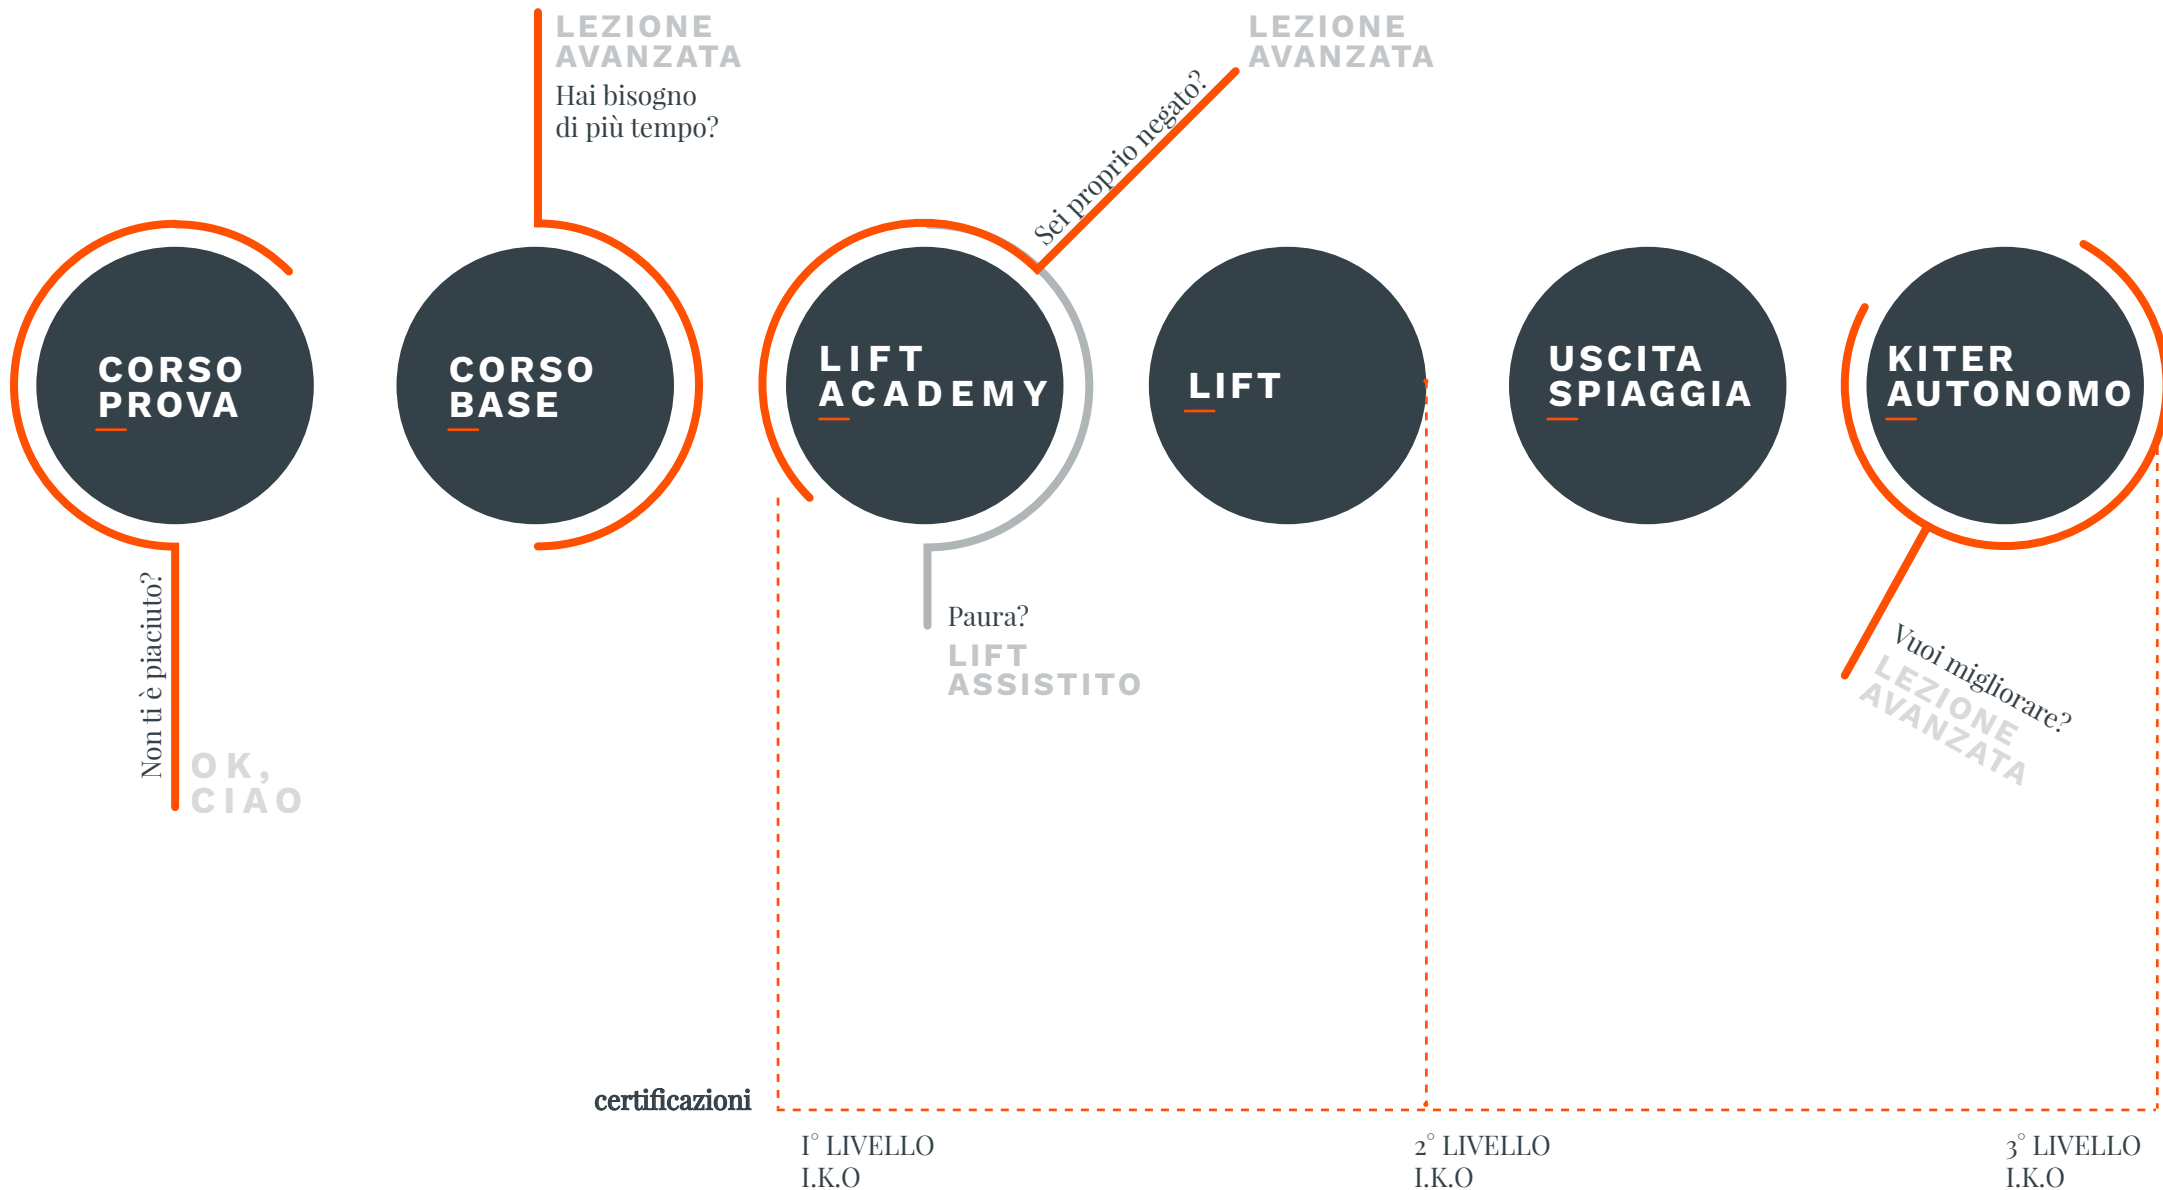 LEZIONE
AVANZATA
Hai bisogno
di più tempo?
LEZIONE
AVANZATA
Sei proprio negato?
CORSO
PROVA
CORSO
BASE
LIFT
ACADEMY
LIFT
USCITA
SPIAGGIA
KITER
AUTONOMO
Non ti è piaciuto?
OK,
CIAO
Paura?
LIFT
ASSISTITO
Vuoi migliorare?
LEZIONE
AVANZATA
certificazioni
1° LIVELLO
I.K.O
2° LIVELLO
I.K.O
3° LIVELLO
I.K.O